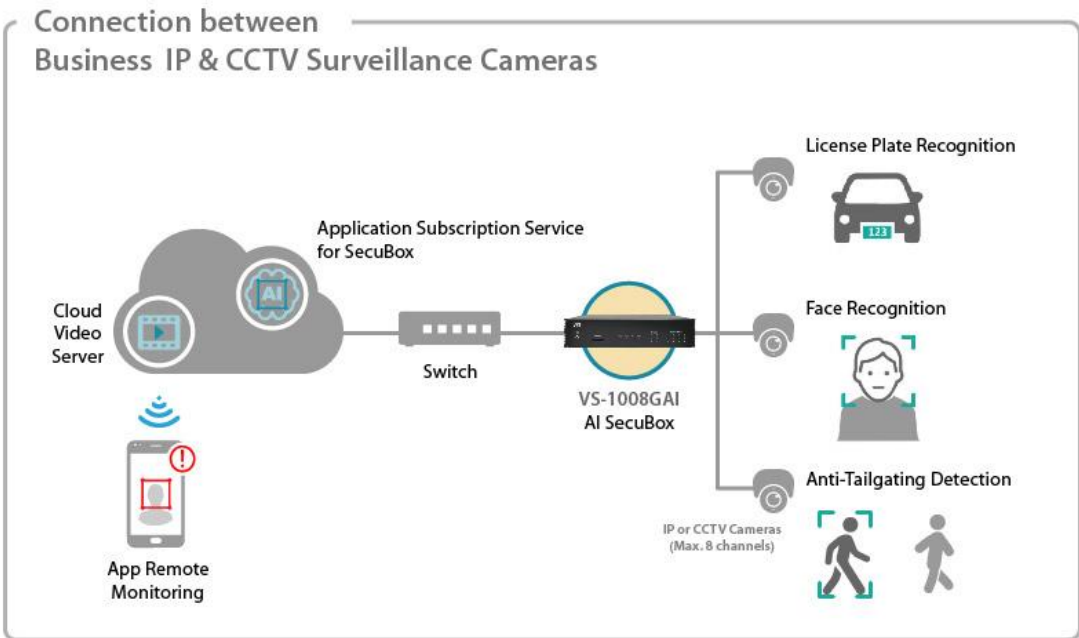 Connection between
Business IP & CCTV Surveillance Cameras
License Plate Recognition
123
Application Subscription Service
for SecuBox
AI
Cloud
Video
Server
Face Recognition
Switch
VS-1008GAI
AI SecuBox
Anti-Tailgating Detection
IP or CCTV Cameras
(Max. 8 channels)
App Remote
Monitoring